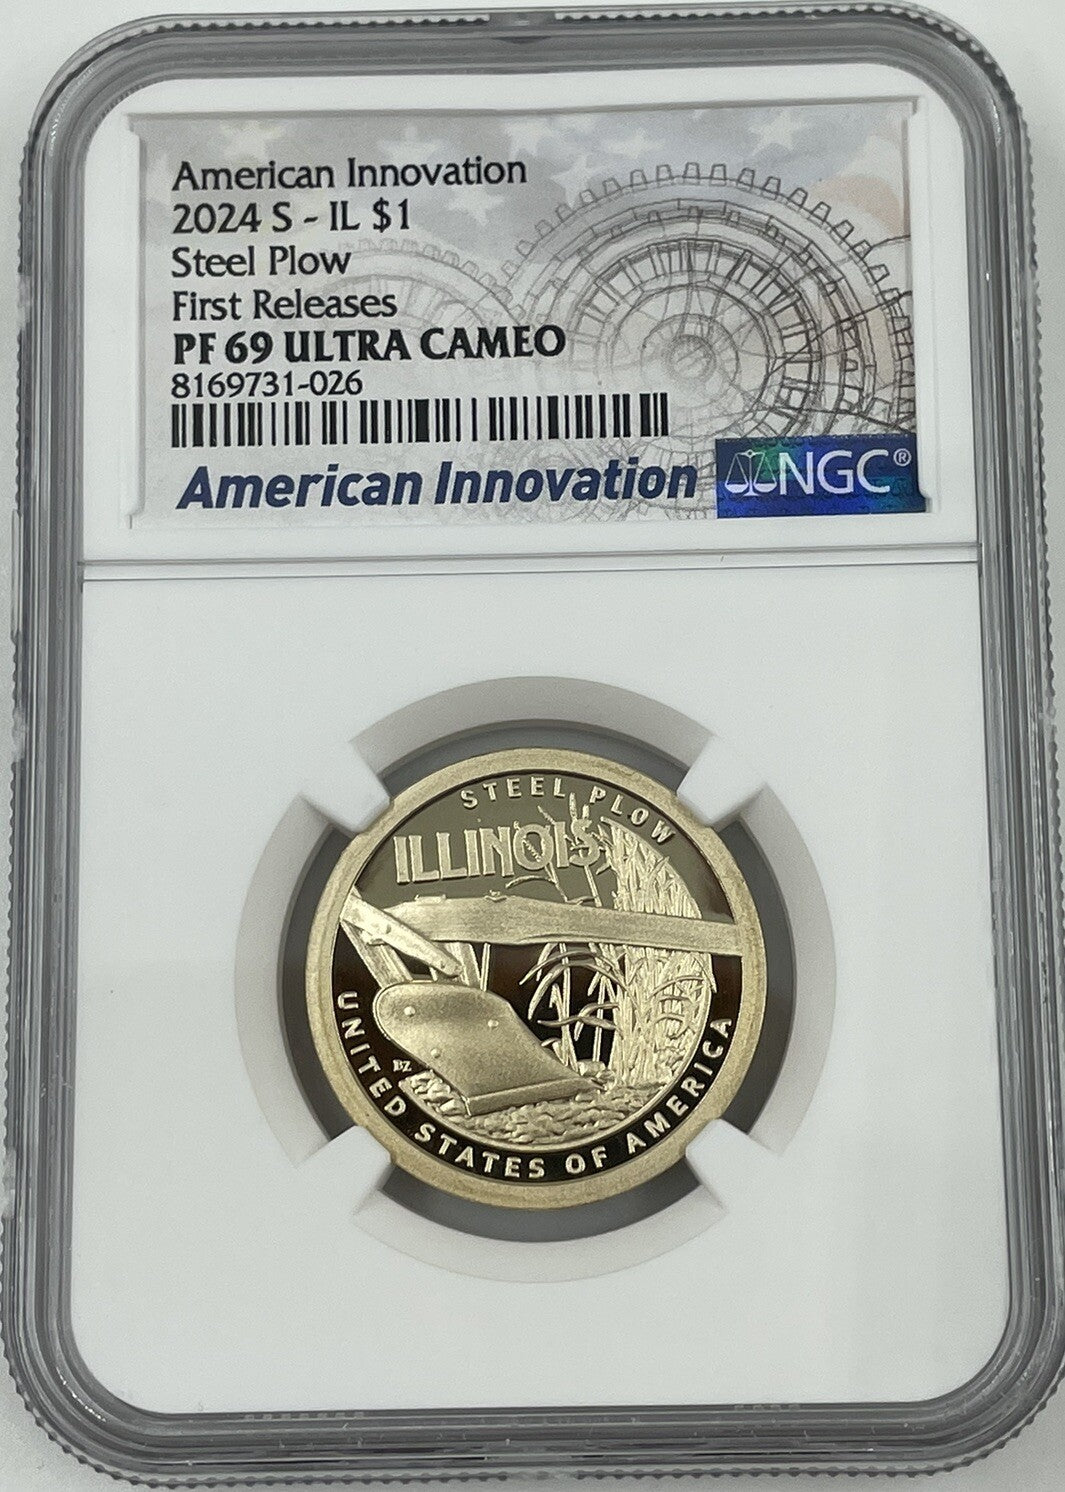 American Innovation
2024 S - IL $1
Steel Plow
First Releases
PF 69 ULTRA CAMEO
8169731-026
American Innovation
NGC®
STEEL PLOW
ILLINOIS
BZ
UNITED STATES OF AMERICA